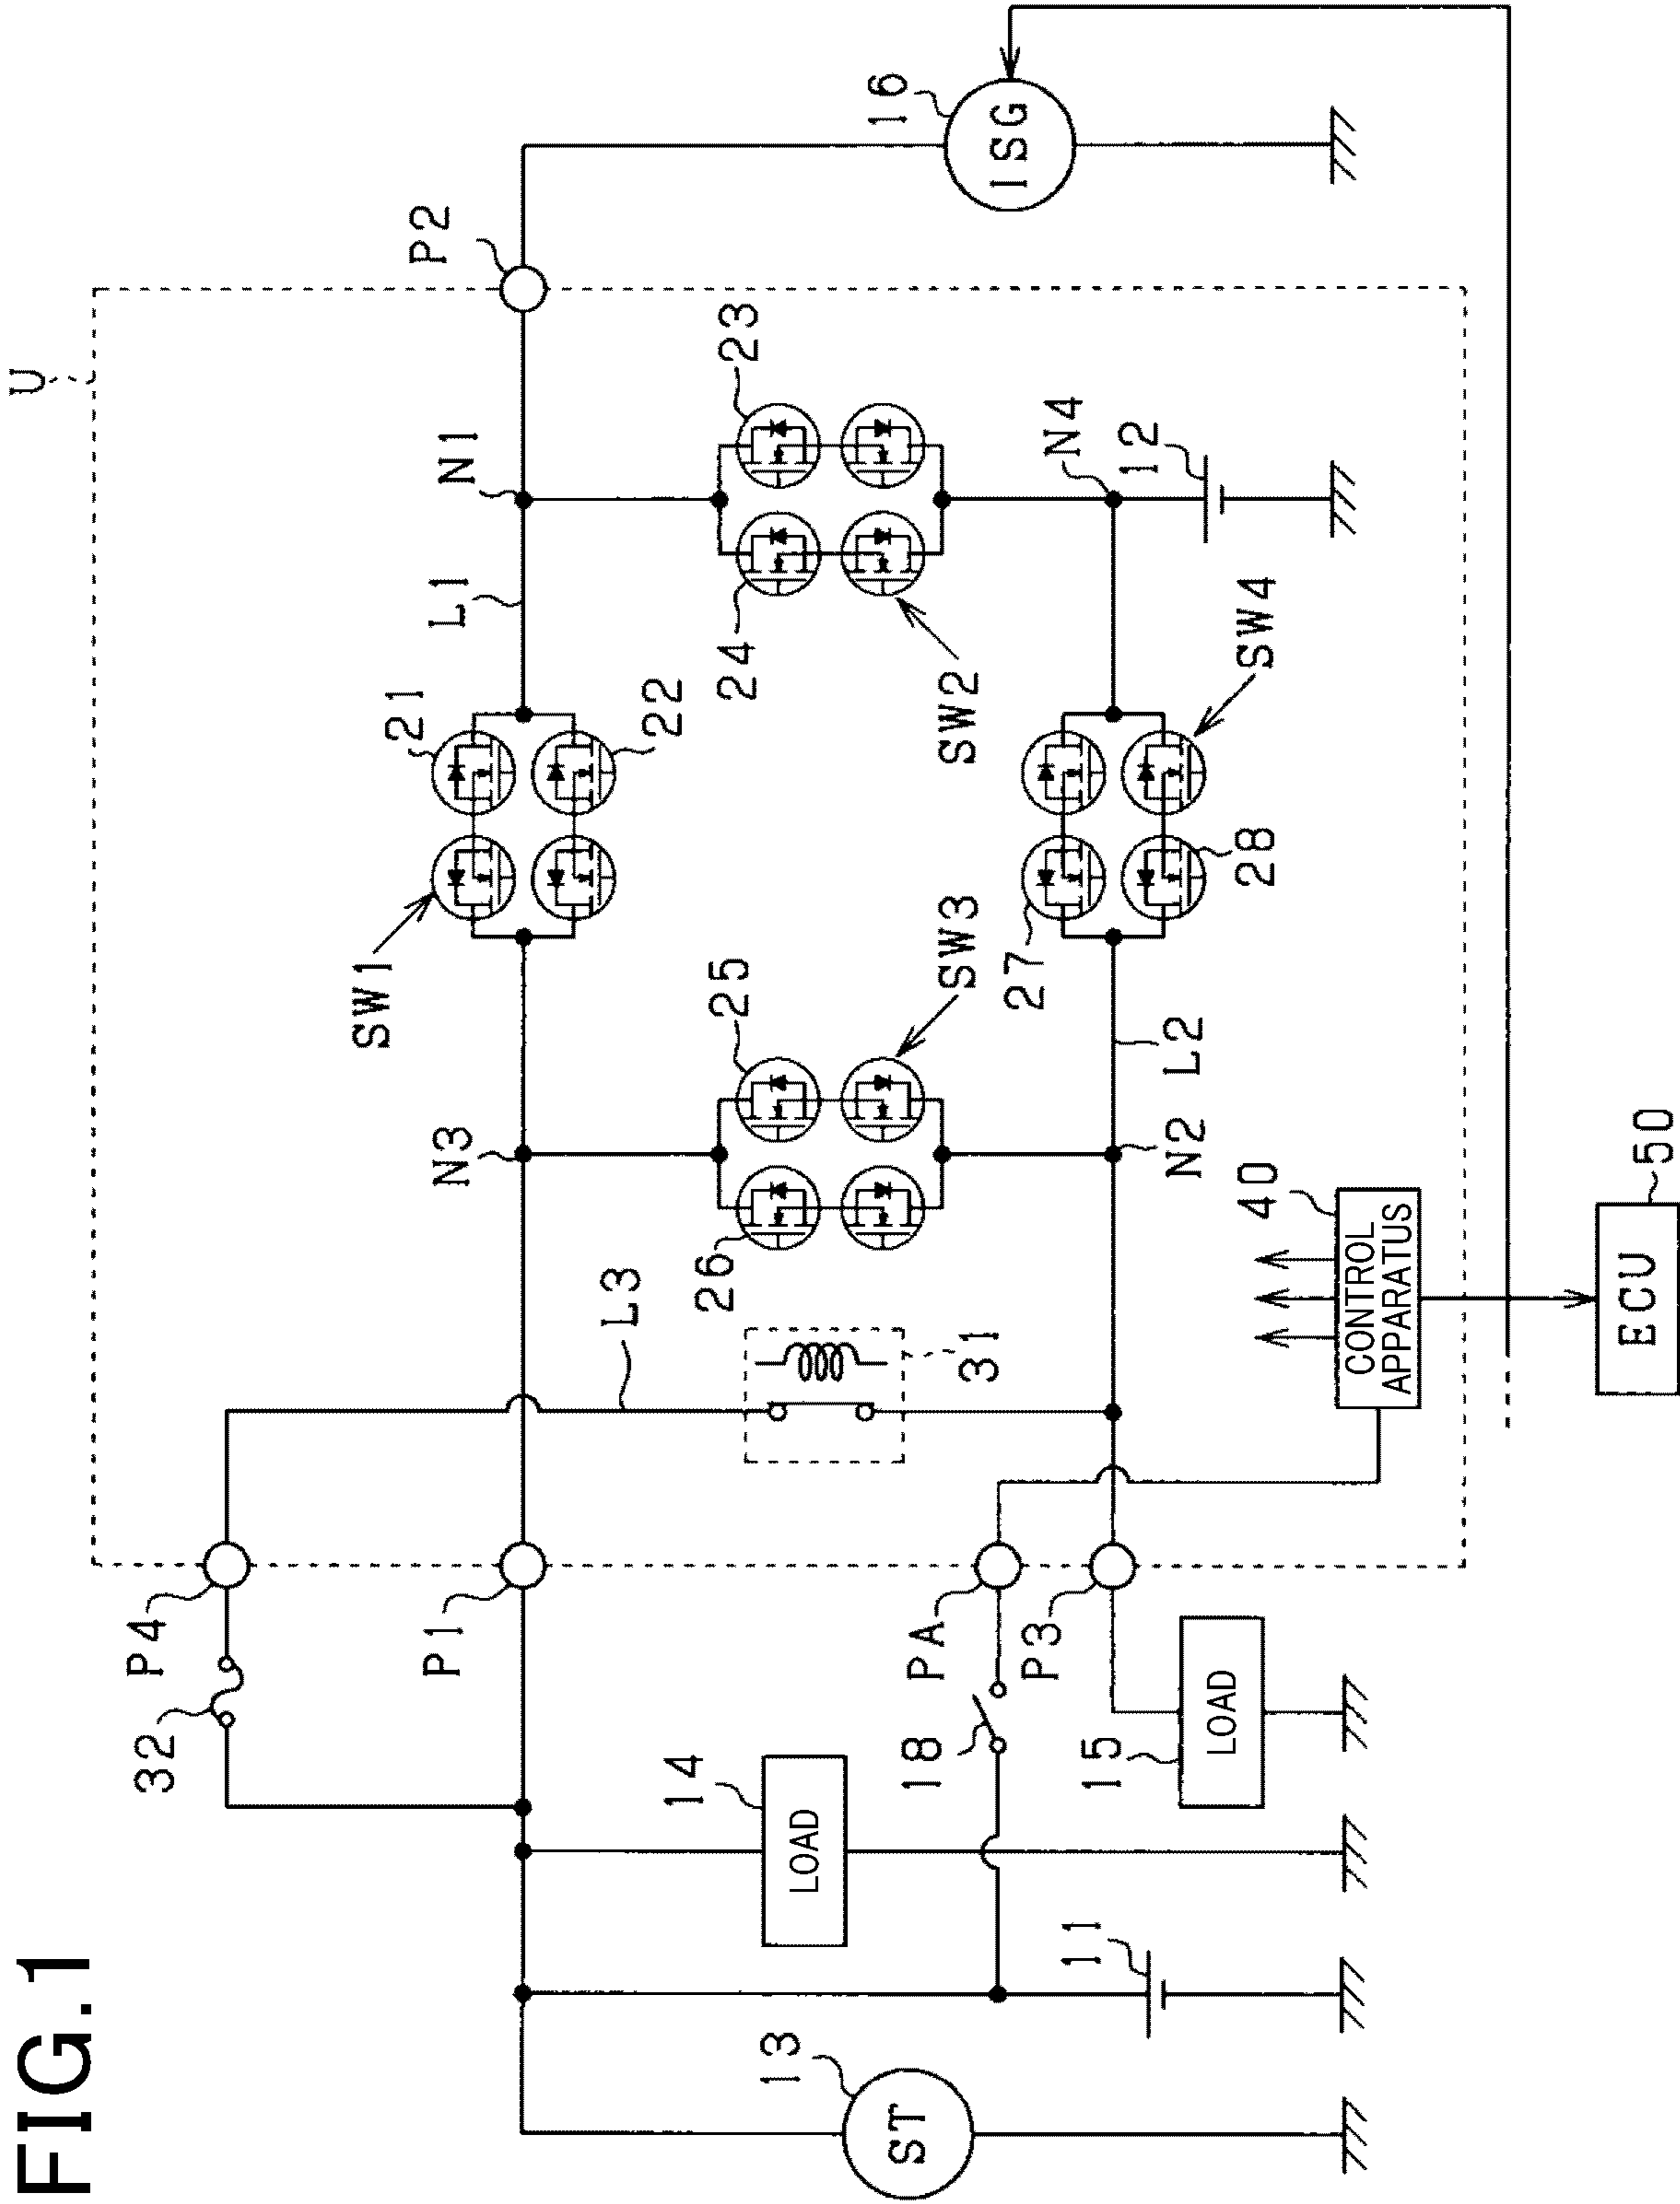 FIG.1
U
P4
32
L3
P1
N3
SW1
21
22
L1
N1
P2
13
ST
14
LOAD
11
18
PA
P3
15
LOAD
31
26
25
SW3
24
23
SW2
N4
12
16
ISG
27
28
SW4
L2
N2
40
CONTROL
APPARATUS
ECU
50